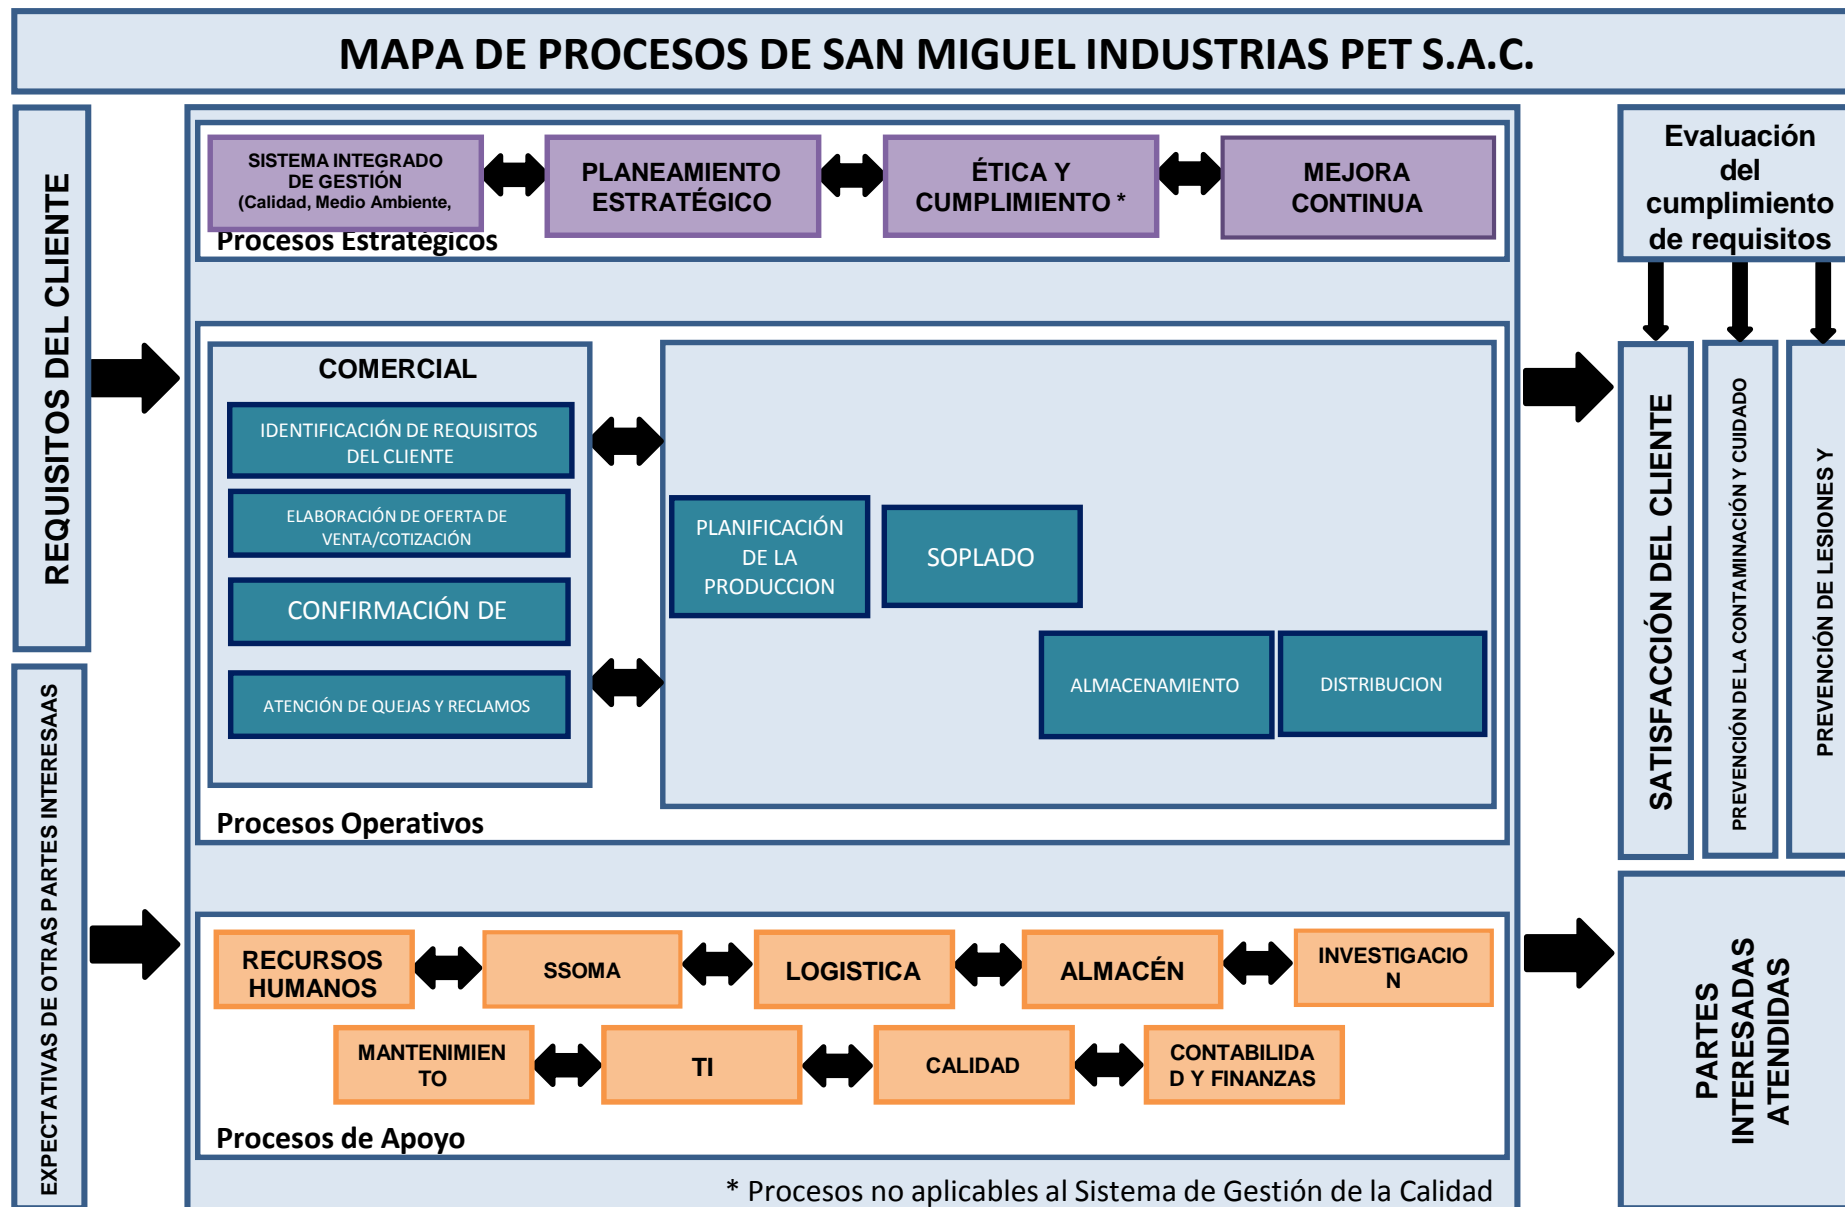 MAPA DE PROCESOS DE SAN MIGUEL INDUSTRIAS PET S.A.C.
REQUISITOS DEL CLIENTE
EXPECTATIVAS DE OTRAS PARTES INTERESAAS
SISTEMA INTEGRADO
DE GESTIÓN
(Calidad, Medio Ambiente,
PLANEAMIENTO
ESTRATÉGICO
ÉTICA Y
CUMPLIMIENTO *
MEJORA
CONTINUA
Procesos Estratégicos
COMERCIAL
IDENTIFICACIÓN DE REQUISITOS
DEL CLIENTE
ELABORACIÓN DE OFERTA DE
VENTA/COTIZACIÓN
CONFIRMACIÓN DE
ATENCIÓN DE QUEJAS Y RECLAMOS
PLANIFICACIÓN
DE LA
PRODUCCION
SOPLADO
ALMACENAMIENTO
DISTRIBUCION
Procesos Operativos
RECURSOS
HUMANOS
SSOMA
LOGISTICA
ALMACÉN
INVESTIGACIO
N
MANTENIMIEN
TO
TI
CALIDAD
CONTABILIDA
D Y FINANZAS
Procesos de Apoyo
* Procesos no aplicables al Sistema de Gestión de la Calidad
Evaluación
del
cumplimiento
de requisitos
SATISFACCIÓN DEL CLIENTE
PREVENCIÓN DE LA CONTAMINACIÓN Y CUIDADO
PREVENCIÓN DE LESIONES Y
PARTES
INTERESADAS
ATENDIDAS